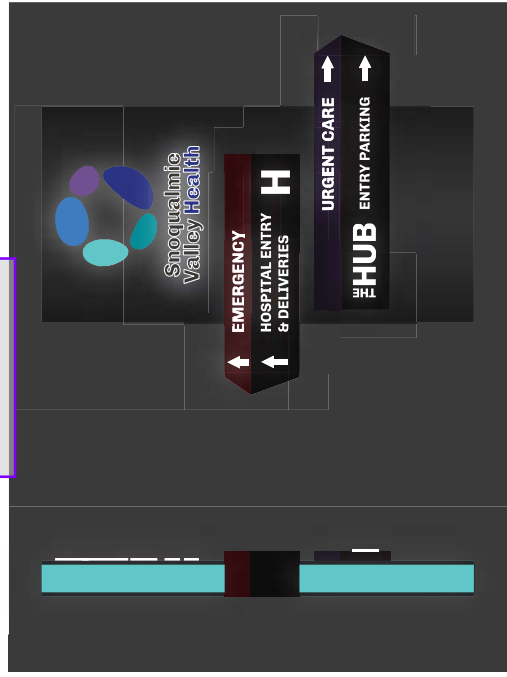 Snoqualmie
Valley Health
EMERGENCY
HOSPITAL ENTRY
& DELIVERIES
H
URGENT CARE
THE HUB ENTRY PARKING